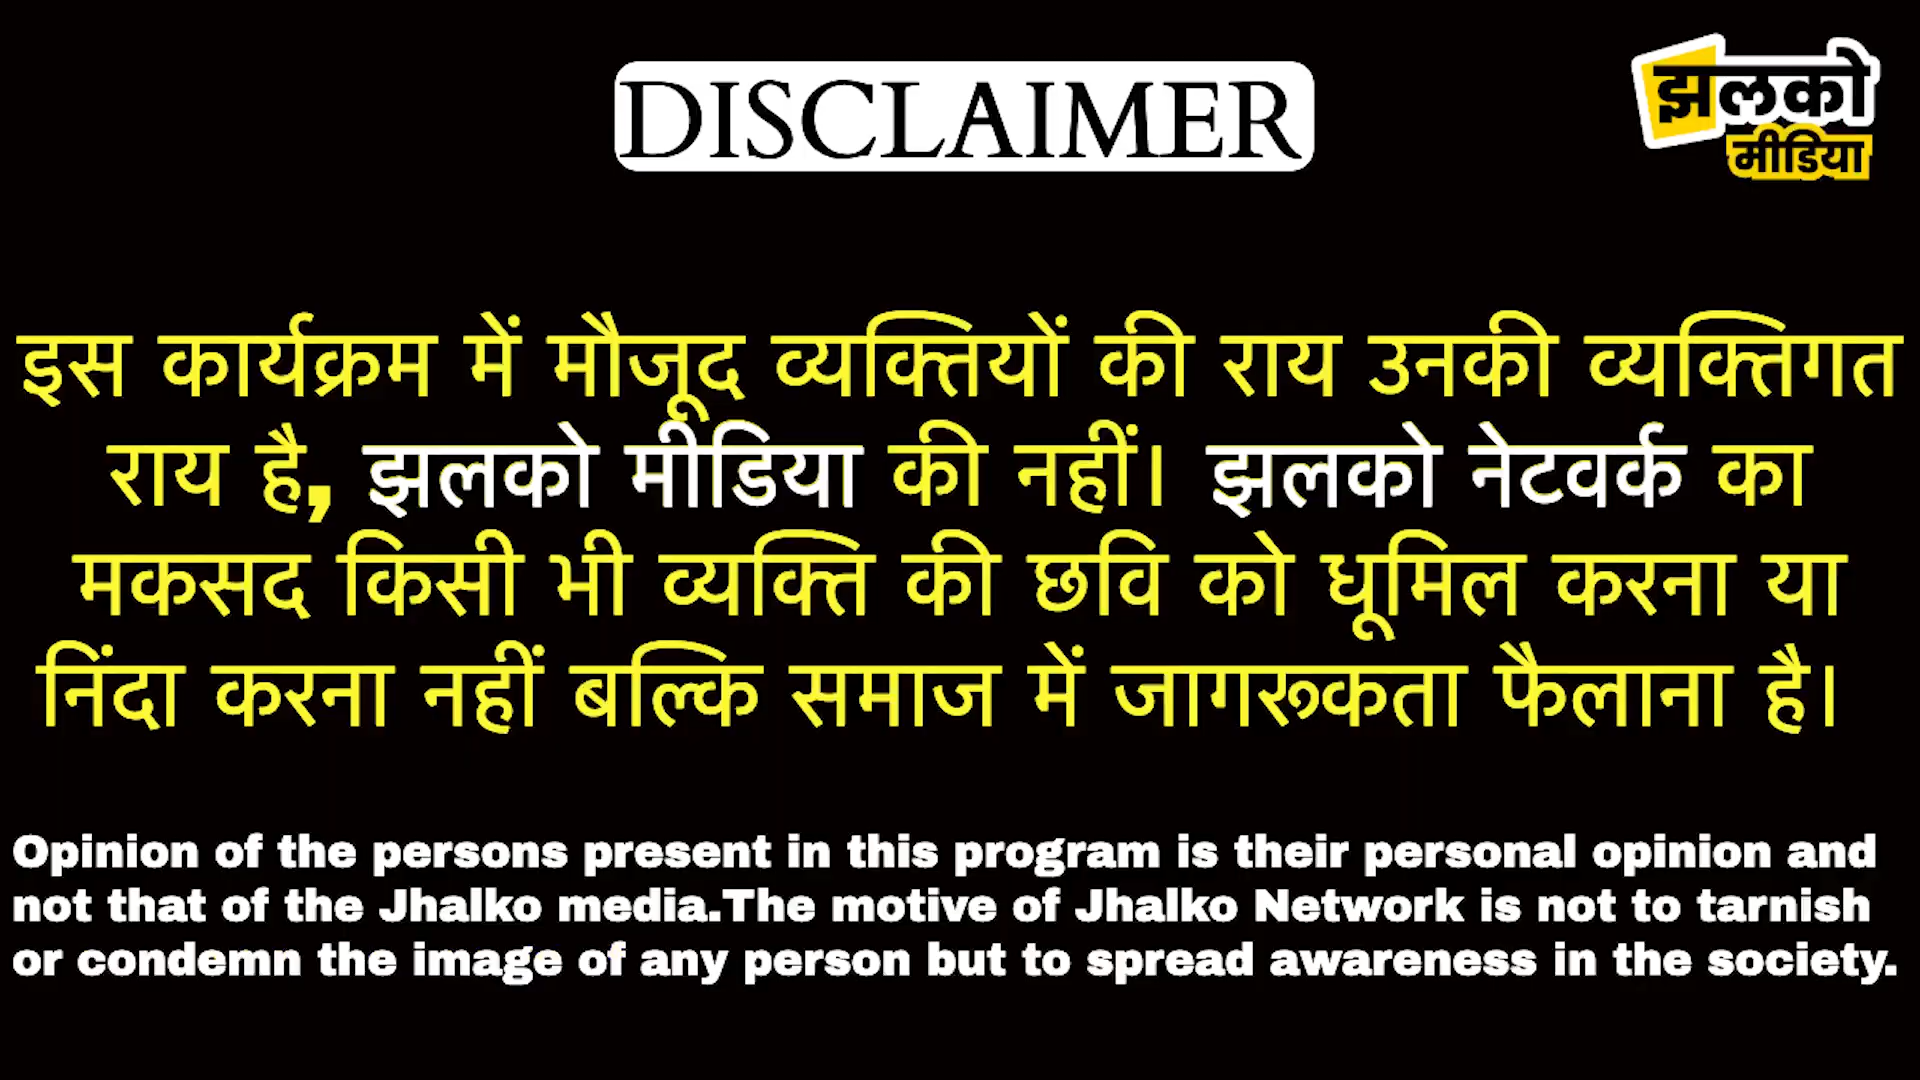 DISCLAIMER
झलको
मीडिया
इस कार्यक्रम में मौजूद व्यक्तियों की राय उनकी व्यक्तिगत
राय है, झलको मीडिया की नहीं। झलको नेटवर्क का
मकसद किसी भी व्यक्ति की छवि को धूमिल करना या
निंदा करना नहीं बल्कि समाज में जागरूकता फैलाना है।
Opinion of the persons present in this program is their personal opinion and
not that of the Jhalko media.The motive of Jhalko Network is not to tarnish
or condemn the image of any person but to spread awareness in the society.